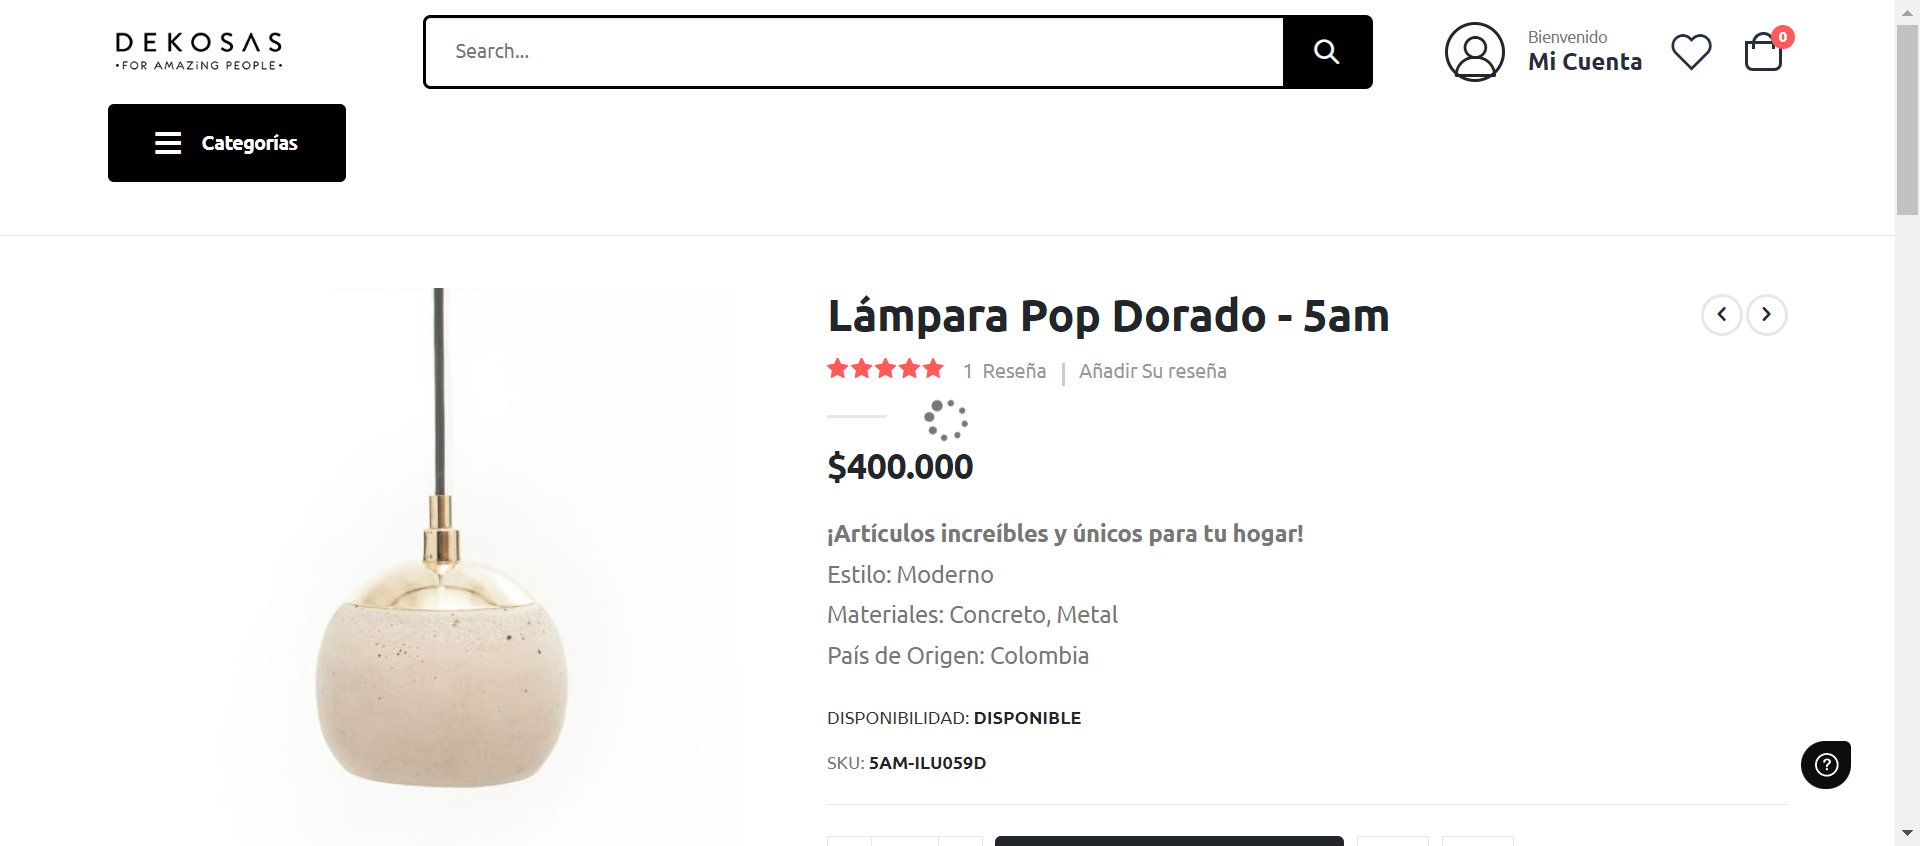 DEKOSAS
•FOR AMAZiNG PEOPLE•
Search...
Bienvenido
Mi Cuenta
0
Categorías
Lámpara Pop Dorado - 5am
1 Reseña | Añadir Su reseña
$400.000
¡Artículos increíbles y únicos para tu hogar!
Estilo: Moderno
Materiales: Concreto, Metal
País de Origen: Colombia
DISPONIBILIDAD: DISPONIBLE
SKU: 5AM-ILU059D
?